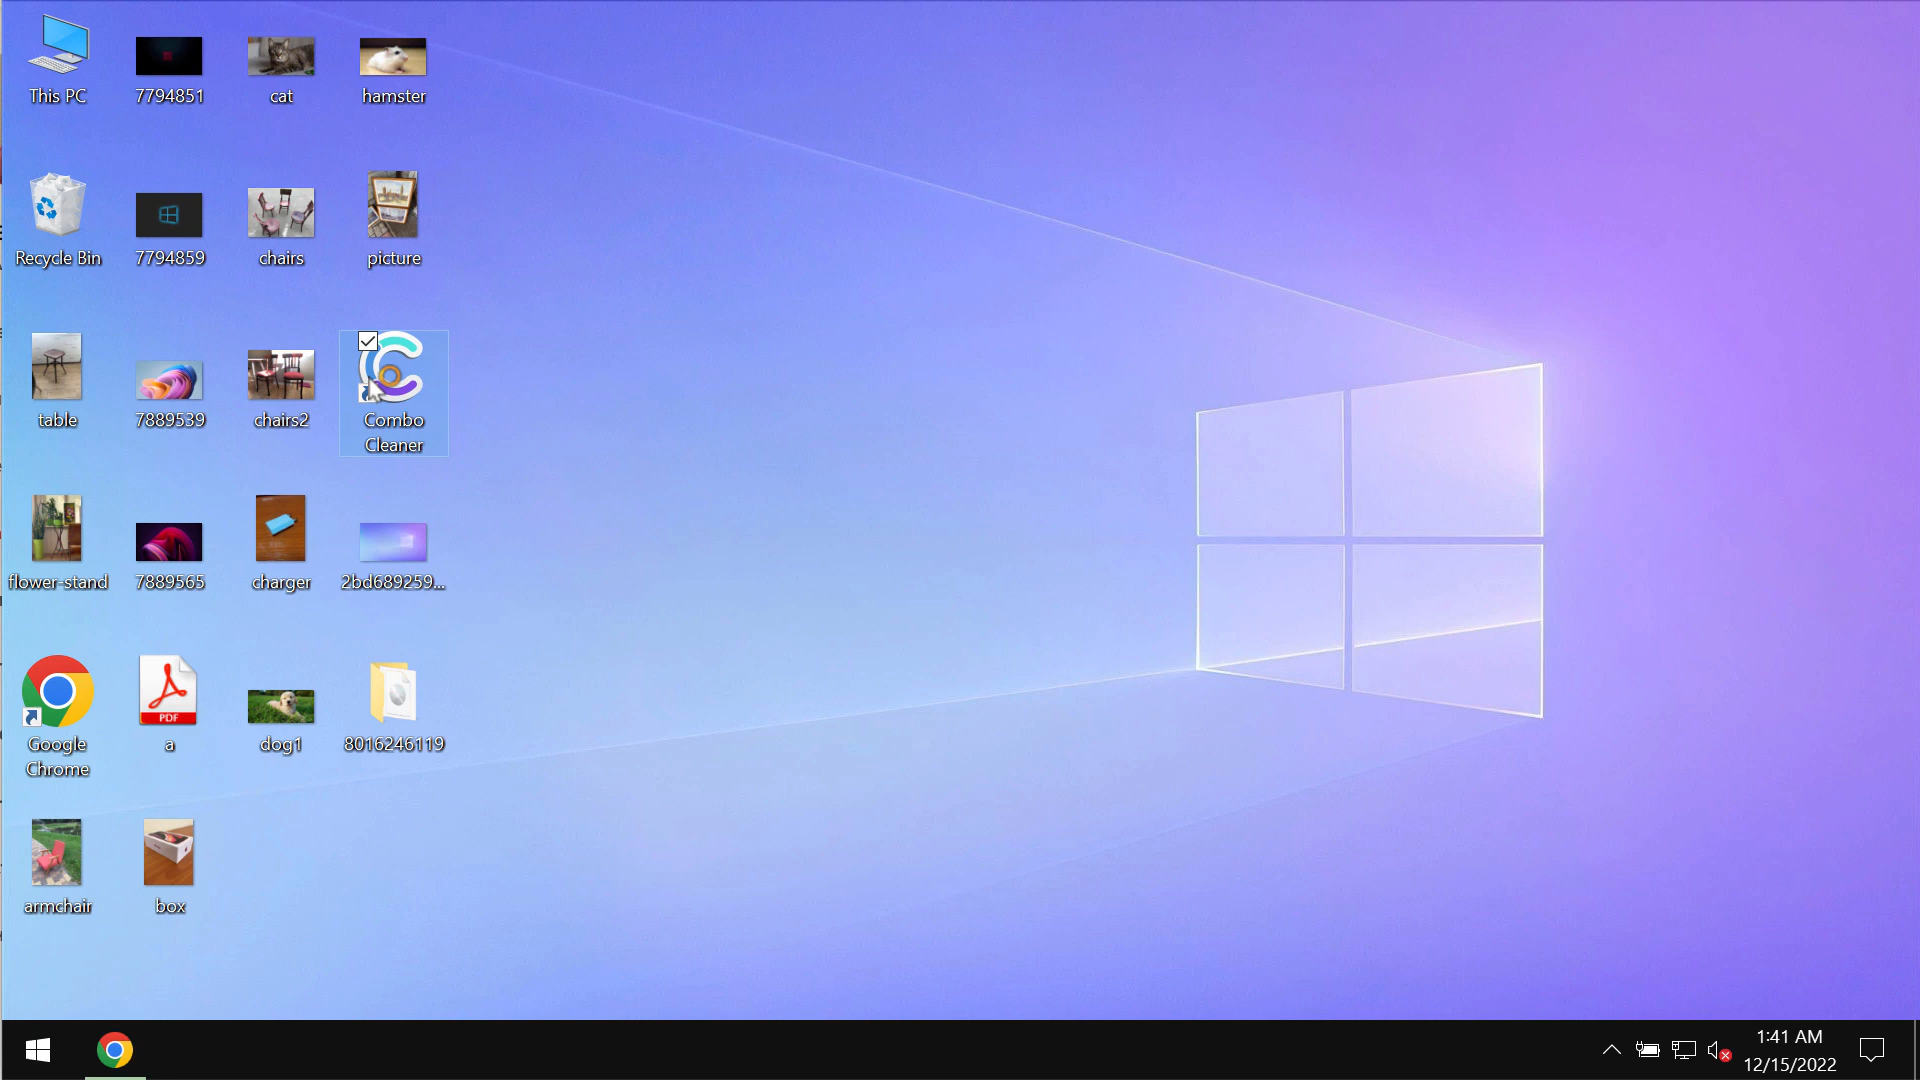 This PC
7794851
cat
hamster
Recycle Bin
7794859
chairs
picture
table
7889539
chairs2
Combo
Cleaner
flower-stand
7889565
charger
2bd689259...
Google
Chrome
PDF
a
dog1
8016246119
armchair
box
1:41 AM
12/15/2022